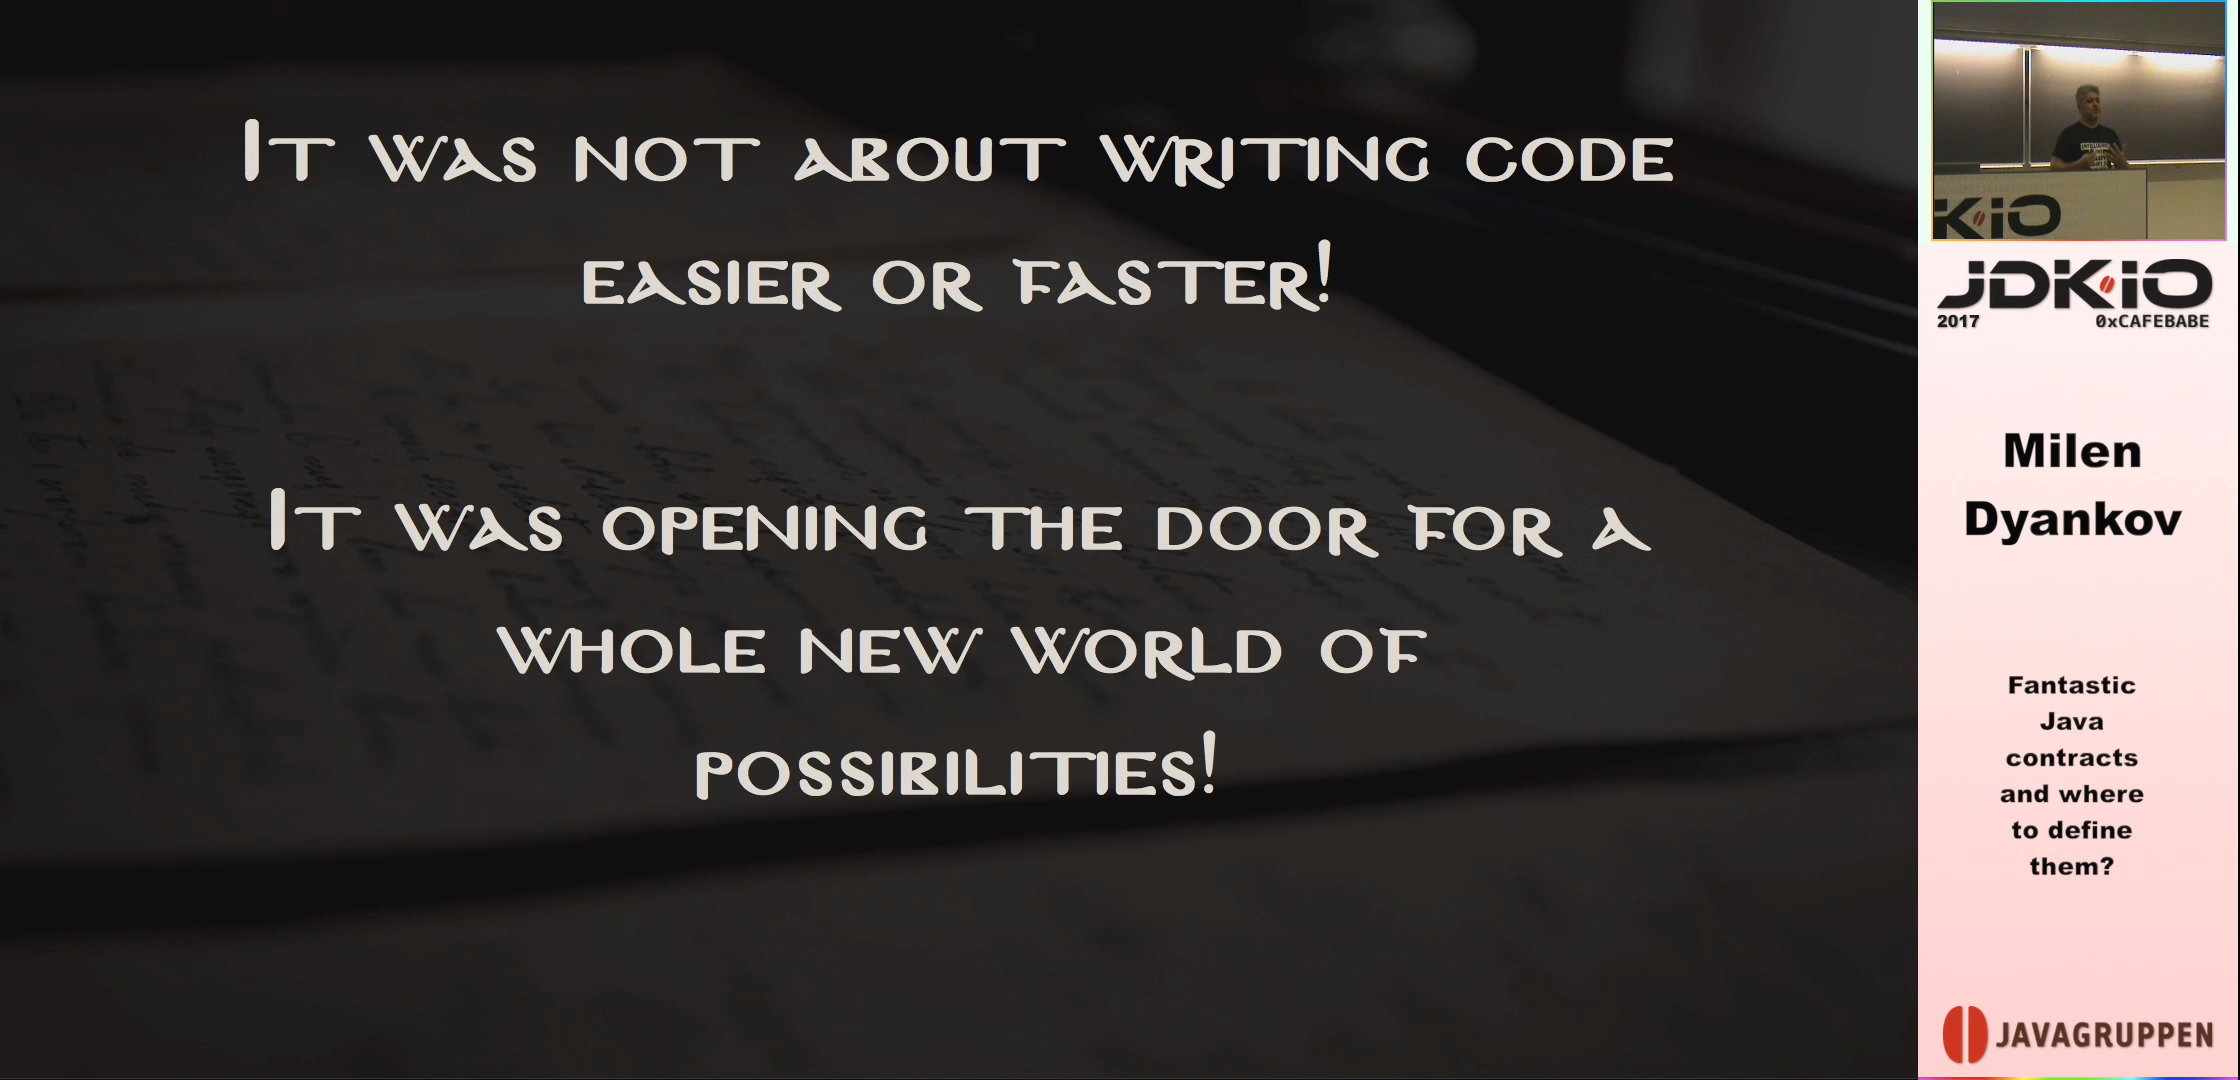 It was not about writing code
easier or faster!
It was opening the door for a
whole new world of
possibilities!
KiO
JDKiO
2017 0xCAFEBABE
Milen
Dyankov
Fantastic
Java
contracts
and where
to define
them?
JAVAGRUPPEN